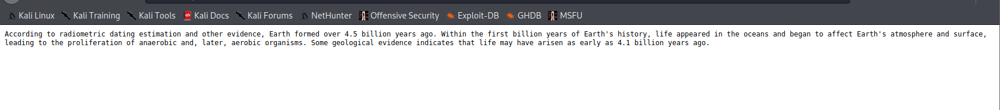 Kali Linux Kali Training Kali Tools Kali Docs Kali Forums NetHunter Offensive Security Exploit-DB GHDB MSFU
According to radiometric dating estimation and other evidence, Earth formed over 4.5 billion years ago. Within the first billion years of Earth's history, life appeared in the oceans and began to affect Earth's atmosphere and surface,
leading to the proliferation of anaerobic and, later, aerobic organisms. Some geological evidence indicates that life may have arisen as early as 4.1 billion years ago.